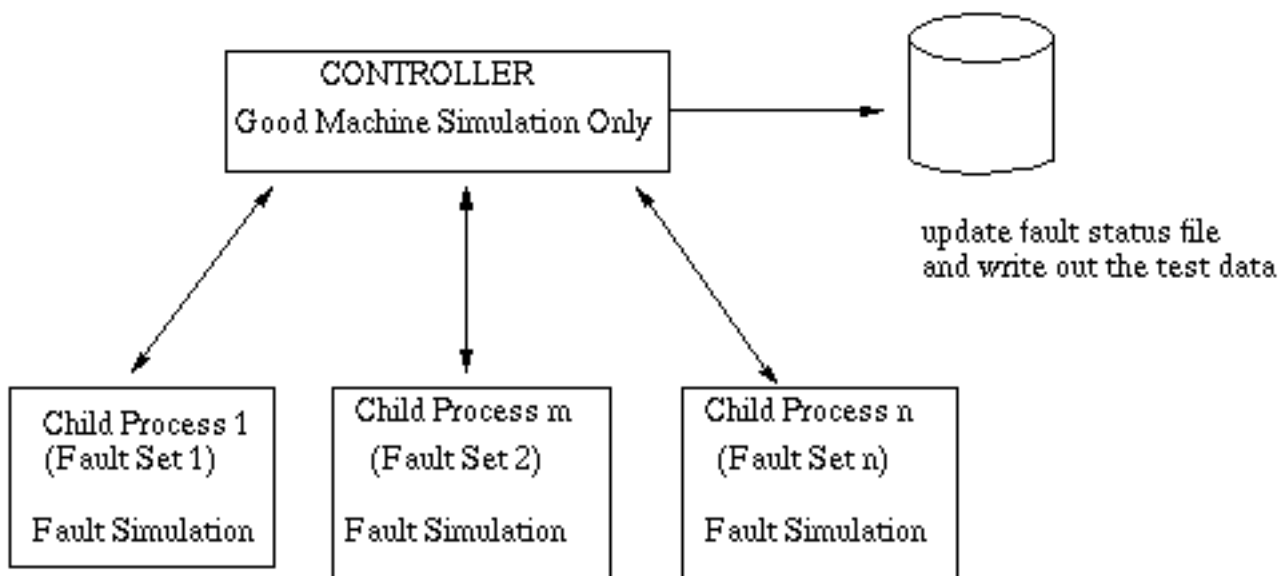 CONTROLLER
Good Machine Simulation Only
update fault status file
and write out the test data
Child Process 1
(Fault Set 1)
Fault Simulation
Child Process m
(Fault Set 2)
Fault Simulation
Child Process n
(Fault Set n)
Fault Simulation